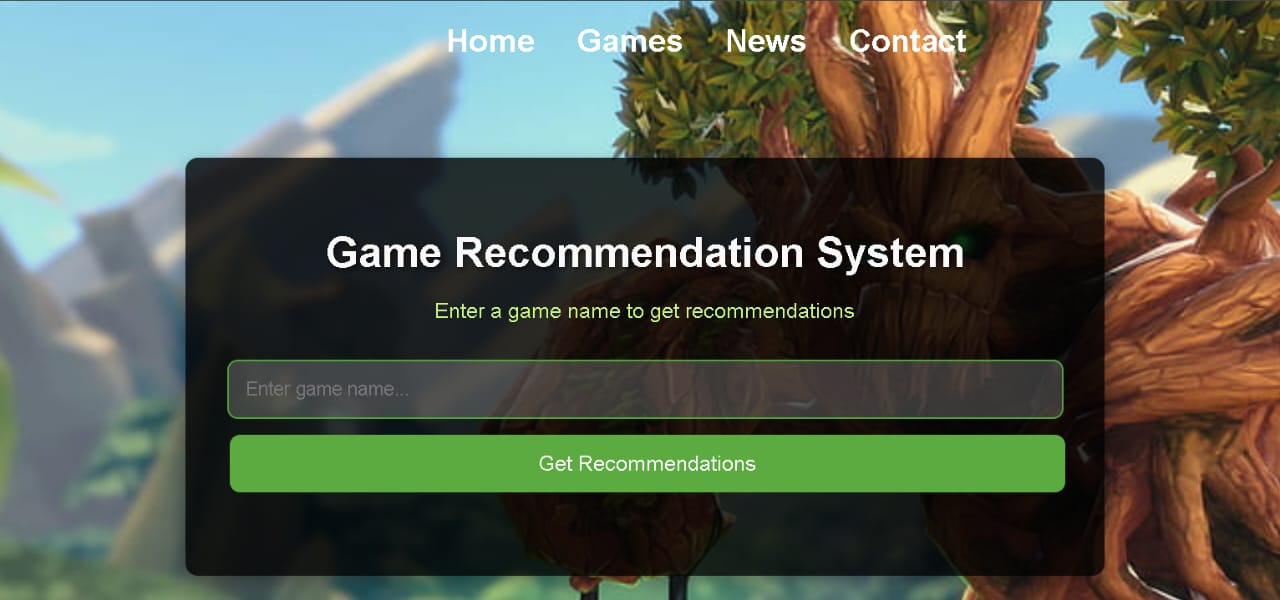 Home Games News Contact
Game Recommendation System
Enter a game name to get recommendations
Enter game name...
Get Recommendations